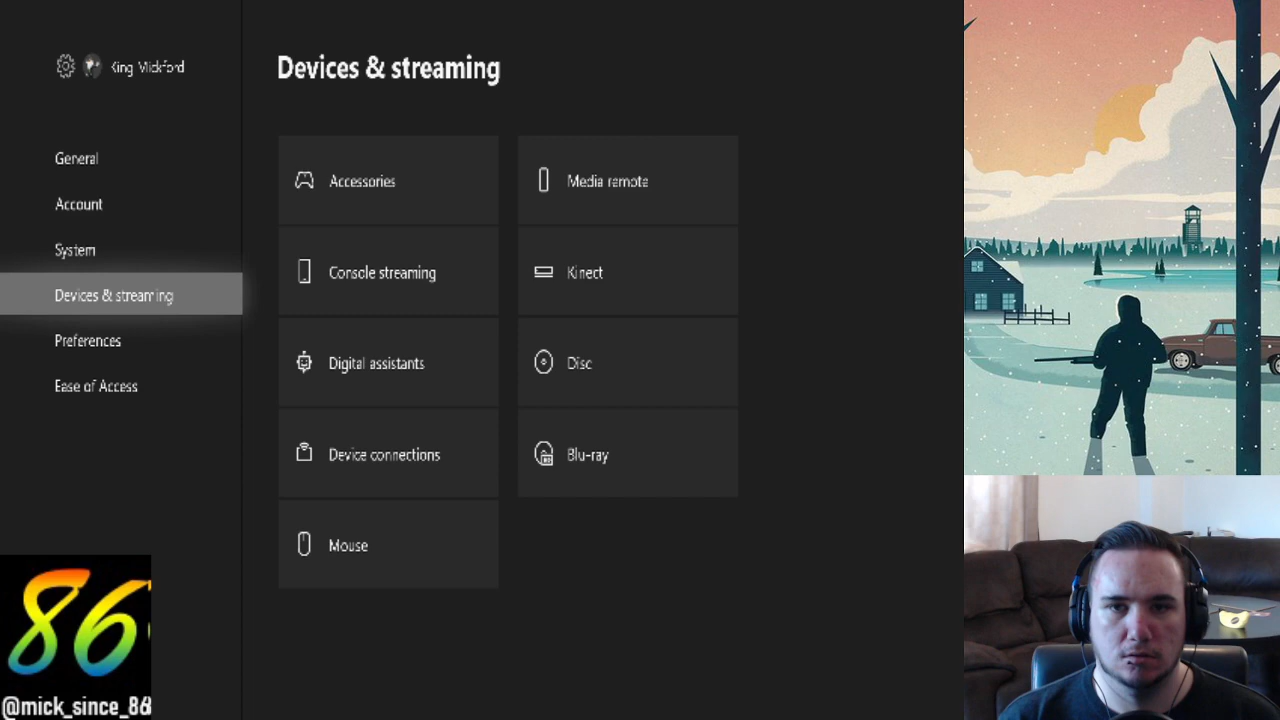 King Mickford
General
Account
System
Devices & streaming
Preferences
Ease of Access
Devices & streaming
Accessories
Media remote
Console streaming
Kinect
Digital assistants
Disc
Device connections
Blu-ray
Mouse
86
@mick_since_86